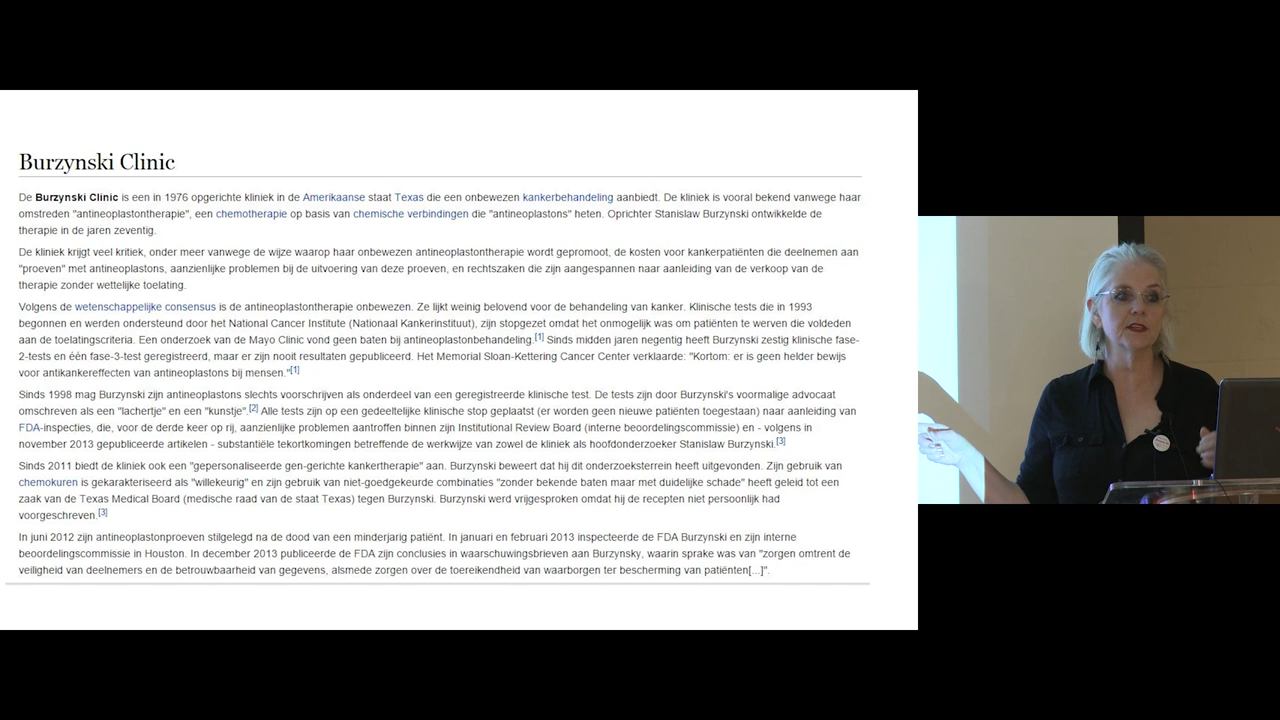 Burzynski Clinic
De Burzynski Clinic is een in 1976 opgerichte kliniek in de Amerikaanse staat Texas die een onbewezen kankerbehandeling aanbiedt. De kliniek is vooral bekend vanwege haar
omstreden "antineoplastontherapie", een chemotherapie op basis van chemische verbindingen die "antineoplastons" heten. Oprichter Stanislaw Burzynski ontwikkelde de
therapie in de jaren zeventig.
De kliniek krijgt veel kritiek, onder meer vanwege de wijze waarop haar onbewezen antineoplastontherapie wordt gepromoot, de kosten voor kankerpatiënten die deelnemen aan
"proeven" met antineoplastons, aanzienlijke problemen bij de uitvoering van deze proeven, en rechtszaken die zijn aangespannen naar aanleiding van de verkoop van de
therapie zonder wettelijke toelating.
Volgens de wetenschappelijke consensus is de antineoplastontherapie onbewezen. Ze lijkt weinig belovend voor de behandeling van kanker. Klinische tests die in 1993
begonnen en werden ondersteund door het National Cancer Institute (Nationaal Kankerinstituut), zijn stopgezet omdat het onmogelijk was om patiënten te werven die voldeden
aan de toelatingscriteria. Een onderzoek van de Mayo Clinic vond geen baten bij antineoplastonbehandeling.[1] Sinds midden jaren negentig heeft Burzynski zestig klinische fase-
2-tests en één fase-3-test geregistreerd, maar er zijn nooit resultaten gepubliceerd. Het Memorial Sloan-Kettering Cancer Center verklaarde: "Kortom: er is geen helder bewijs
voor antikankereffecten van antineoplastons bij mensen."[1]
Sinds 1998 mag Burzynski zijn antineoplastons slechts voorschrijven als onderdeel van een geregistreerde klinische test. De tests zijn door Burzynski's voormalige advocaat
omschreven als een "lachertje" en een "kunstje".[2] Alle tests zijn op een gedeeltelijke klinische stop geplaatst (er worden geen nieuwe patiënten toegestaan) naar aanleiding van
FDA-inspecties, die, voor de derde keer op rij, aanzienlijke problemen aantroffen binnen zijn Institutional Review Board (interne beoordelingscommissie) en - volgens in
november 2013 gepubliceerde artikelen - substantiële tekortkomingen betreffende de werkwijze van zowel de kliniek als hoofdonderzoeker Stanislaw Burzynski.[3]
Sinds 2011 biedt de kliniek ook een "gepersonaliseerde gen-gerichte kankertherapie" aan. Burzynski beweert dat hij dit onderzoeksterrein heeft uitgevonden. Zijn gebruik van
chemokuren is gekarakteriseerd als "willekeurig" en zijn gebruik van niet-goedgekeurde combinaties "zonder bekende baten maar met duidelijke schade" heeft geleid tot een
zaak van de Texas Medical Board (medische raad van de staat Texas) tegen Burzynski. Burzynski werd vrijgesproken omdat hij de recepten niet persoonlijk had
voorgeschreven.[3]
In juni 2012 zijn antineoplastonproeven stilgelegd na de dood van een minderjarig patiënt. In januari en februari 2013 inspecteerde de FDA Burzynski en zijn interne
beoordelingscommissie in Houston. In december 2013 publiceerde de FDA zijn conclusies in waarschuwingsbrieven aan Burzynsky, waarin sprake was van "zorgen omtrent de
veiligheid van deelnemers en de betrouwbaarheid van gegevens, alsmede zorgen over de toereikendheid van waarborgen ter bescherming van patiënten[...]".